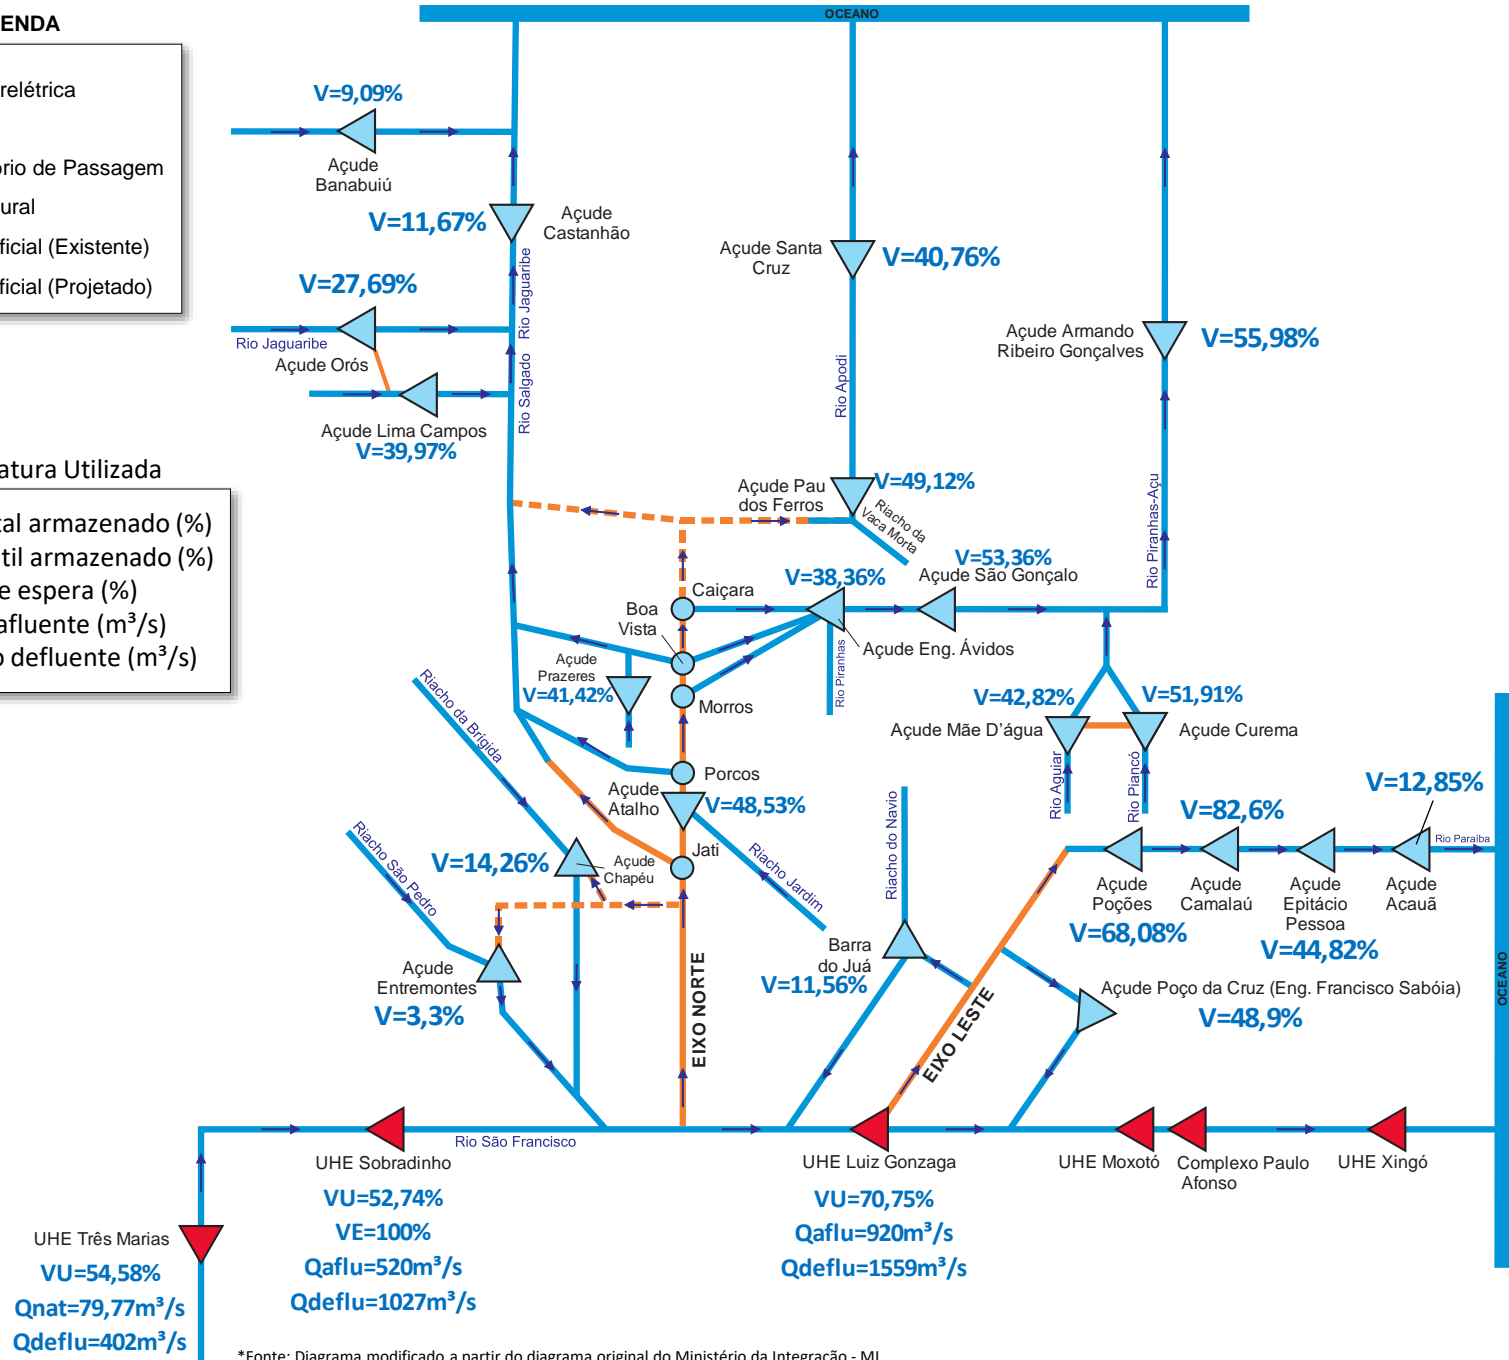 OCEANO
ENDA
relétrica
ório de Passagem
ural
ficial (Existente)
ficial (Projetado)
V=9,09%
Açude
Banabuiú
V=11,67%
Açude
Castanhão
Rio Jaguaribe
V=27,69%
Rio Jaguaribe
Açude Orós
Rio Salgado
Açude Lima Campos
V=39,97%
Açude Santa
Cruz
V=40,76%
Rio Apodi
Açude Armando
Ribeiro Gonçalves
V=55,98%
Rio Piranhas-Açu
atura Utilizada
tal armazenado (%)
til armazenado (%)
e espera (%)
afluente (m³/s)
o defluente (m³/s)
Açude Pau
dos Ferros
V=49,12%
Riacho da
Vaca Morta
V=53,36%
Açude São Gonçalo
V=38,36%
Caiçara
Boa
Vista
Açude Eng. Ávidos
Rio Piranhas
Açude
Prazeres
V=41,42%
Morros
Riacho da Brígida
V=42,82%
V=51,91%
Açude Mãe D'água
Açude Curema
Rio Aguiar
Rio Piancó
Porcos
Açude
Atalho
V=48,53%
Jati
Riacho Jardim
Riacho São Pedro
V=14,26%
Açude
Chapéu
Riacho do Navio
V=12,85%
V=82,6%
Rio Paraiba
Açude
Poções
Açude
Camalaú
Açude
Epitácio
Pessoa
Açude
Acauã
V=68,08%
V=44,82%
Açude
Entremontes
V=3,3%
EIXO NORTE
Barra
do Juá
V=11,56%
EIXO LESTE
Açude Poço da Cruz (Eng. Francisco Sabóia)
V=48,9%
OCEANO
Rio São Francisco
UHE Sobradinho
VU=52,74%
VE=100%
Qaflu=520m³/s
Qdeflu=1027m³/s
UHE Luiz Gonzaga
VU=70,75%
Qaflu=920m³/s
Qdeflu=1559m³/s
UHE Moxotó
Complexo Paulo
Afonso
UHE Xingó
UHE Três Marias
VU=54,58%
Qnat=79,77m³/s
Qdeflu=402m³/s
*Fonte: Diagrama modificado a partir do diagrama original do Ministério da Integração - MI